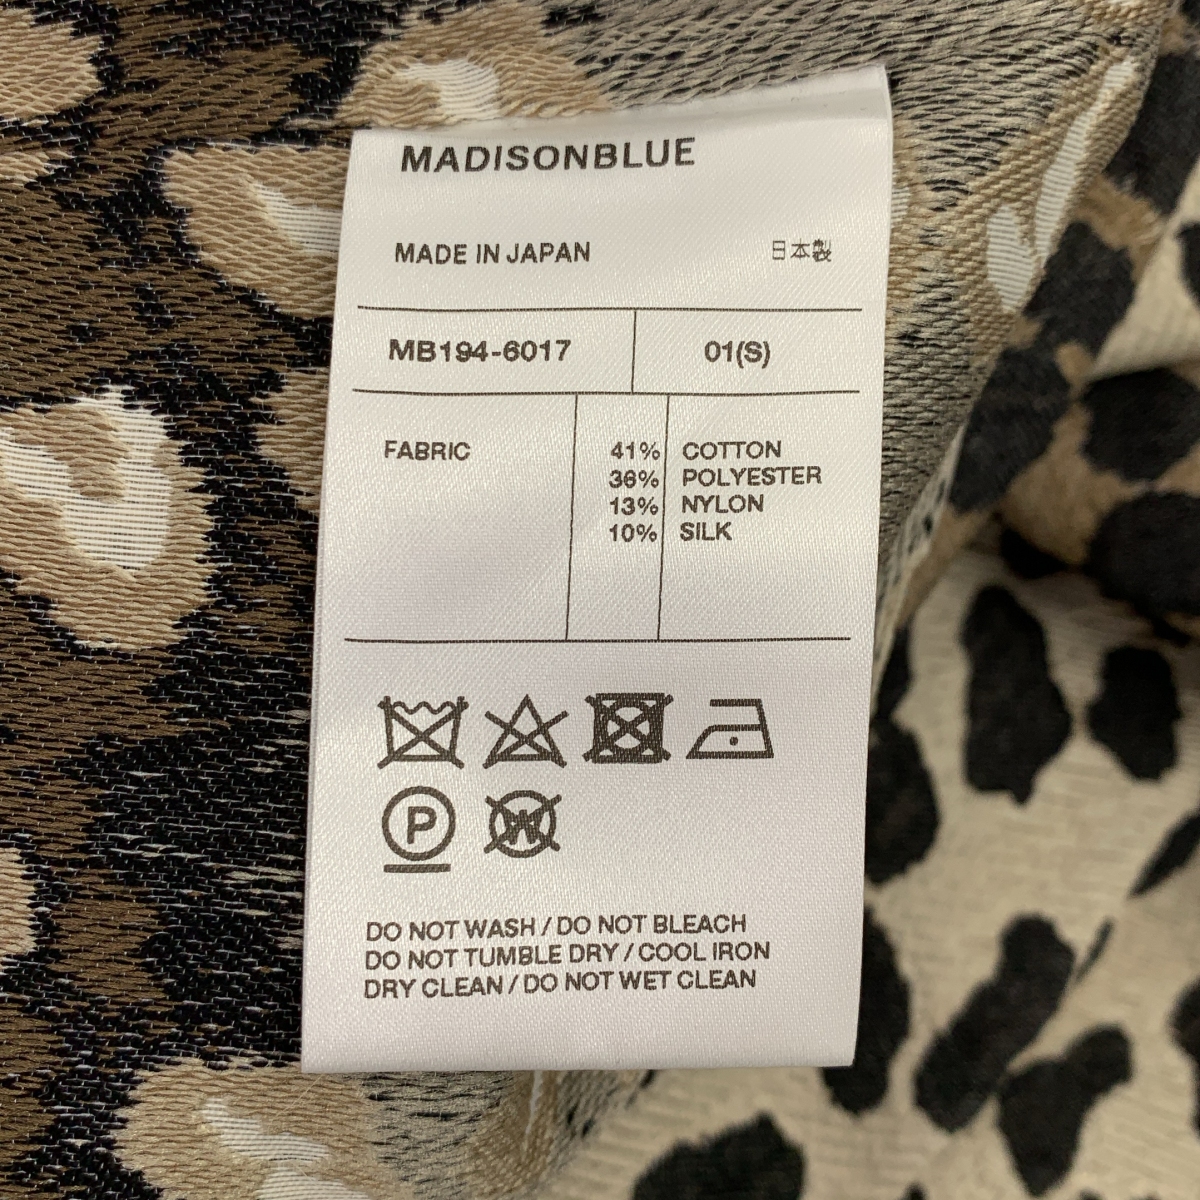 MADISONBLUE
MADE IN JAPAN 日本製
MB194-6017 01(S)
FABRIC 41% COTTON
36% POLYESTER
13% NYLON
10% SILK
P W
DO NOT WASH / DO NOT BLEACH
DO NOT TUMBLE DRY / COOL IRON
DRY CLEAN / DO NOT WET CLEAN